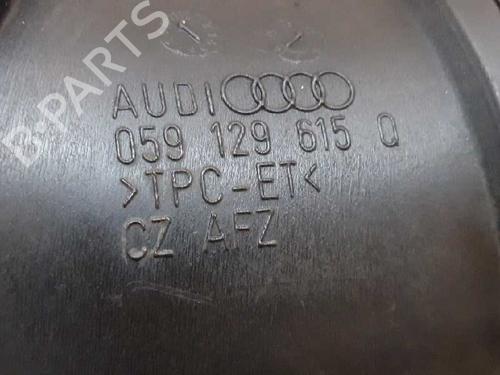 AUDI
059 129 615 Q
>TPC-ET<
CZ AFZ
B-PARTS